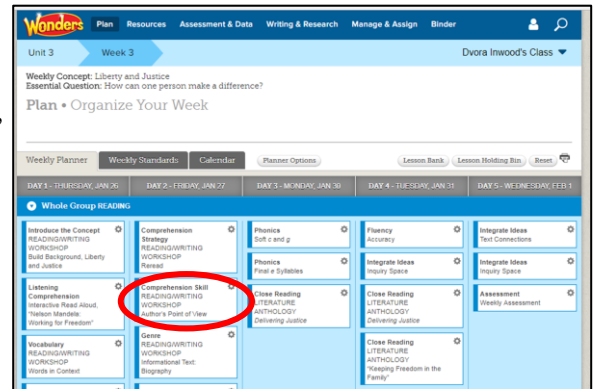 Wonders Plan Resources Assessment & Data Writing & Research Manage & Assign Binder
Unit 3 Week 3 Dvora Inwood's Class
Weekly Concept: Liberty and Justice
Essential Question: How can one person make a difference?
Plan • Organize Your Week
Weekly Planner Weekly Standards Calendar Planner Options Lesson Bank Lesson Holding Bin Reset
DAY 1 - THURSDAY, JAN 26 DAY 2 - FRIDAY, JAN 27 DAY 3 - MONDAY, JAN 30 DAY 4 - TUESDAY, JAN 31 DAY 5 - WEDNESDAY, FEB 1
Whole Group READING
Introduce the Concept
READING/WRITING
WORKSHOP
Build Background, Liberty
and Justice
Listening
Comprehension
Interactive Read Aloud,
"Nelson Mandela:
Working for Freedom"
Vocabulary
READING/WRITING
WORKSHOP
Words in Context
Comprehension
Strategy
READING/WRITING
WORKSHOP
Reread
Comprehension Skill
READING/WRITING
WORKSHOP
Author's Point of View
Genre
READING/WRITING
WORKSHOP
Informational Text:
Biography
Phonics
Soft c and g
Phonics
Final e Syllables
Close Reading
LITERATURE
ANTHOLOGY
Delivering Justice
Fluency
Accuracy
Integrate Ideas
Inquiry Space
Close Reading
LITERATURE
ANTHOLOGY
Delivering Justice
Close Reading
LITERATURE
ANTHOLOGY
"Keeping Freedom in the
Family"
Integrate Ideas
Text Connections
Integrate Ideas
Inquiry Space
Assessment
Weekly Assessment